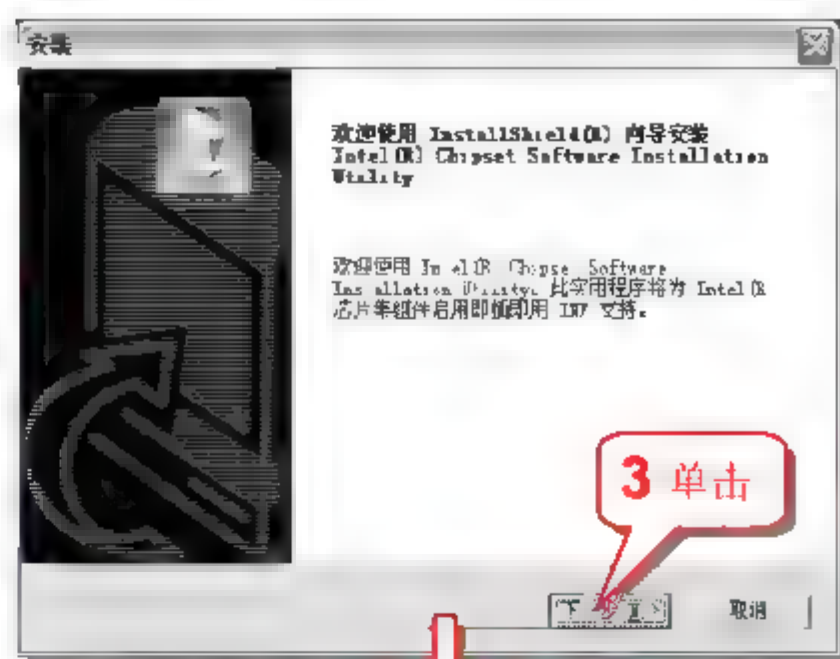 安装
欢迎使用 InstallShield(R) 向导安装
Intel(R) Chipset Software Installation
Utility
欢迎使用 Intel(R) Chipset Software
Installation Utility。此实用程序将为 Intel(R)
芯片集组件启用即插即用 INF 支持。
3 单击
下一步(N) >
取消